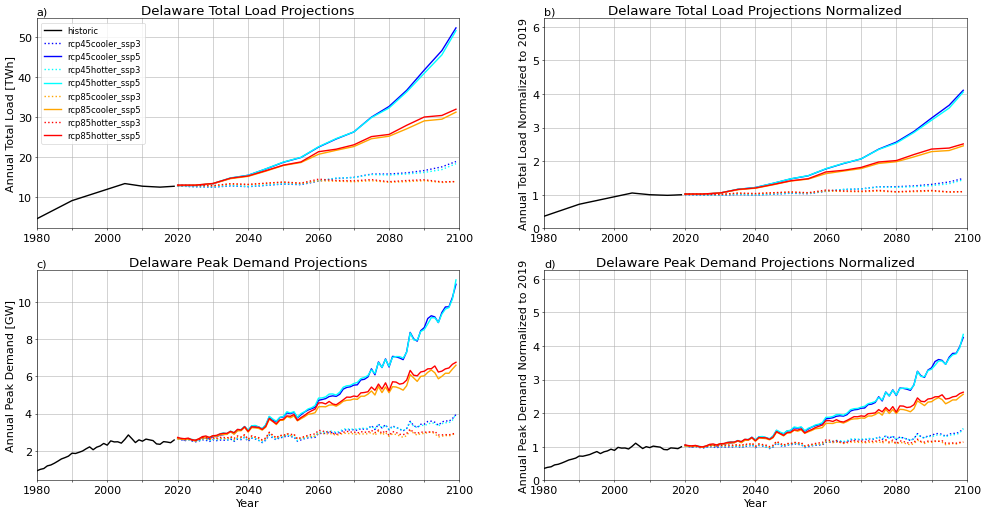 a)
Delaware Total Load Projections
Annual Total Load [TWh]
50
40
30
20
10
historic
rcp45cooler_ssp3
rcp45cooler_ssp5
rcp45hotter_ssp3
rcp45hotter_ssp5
rcp85cooler_ssp3
rcp85cooler_ssp5
rcp85hotter_ssp3
rcp85hotter_ssp5
1980 2000 2020 2040 2060 2080 2100
b)
Delaware Total Load Projections Normalized
Annual Total Load Normalized to 2019
6
5
4
3
2
1
0
1980 2000 2020 2040 2060 2080 2100
c)
Delaware Peak Demand Projections
Annual Peak Demand [GW]
10
8
6
4
2
1980 2000 2020 2040 2060 2080 2100
Year
d)
Delaware Peak Demand Projections Normalized
Annual Peak Demand Normalized to 2019
6
5
4
3
2
1
0
1980 2000 2020 2040 2060 2080 2100
Year